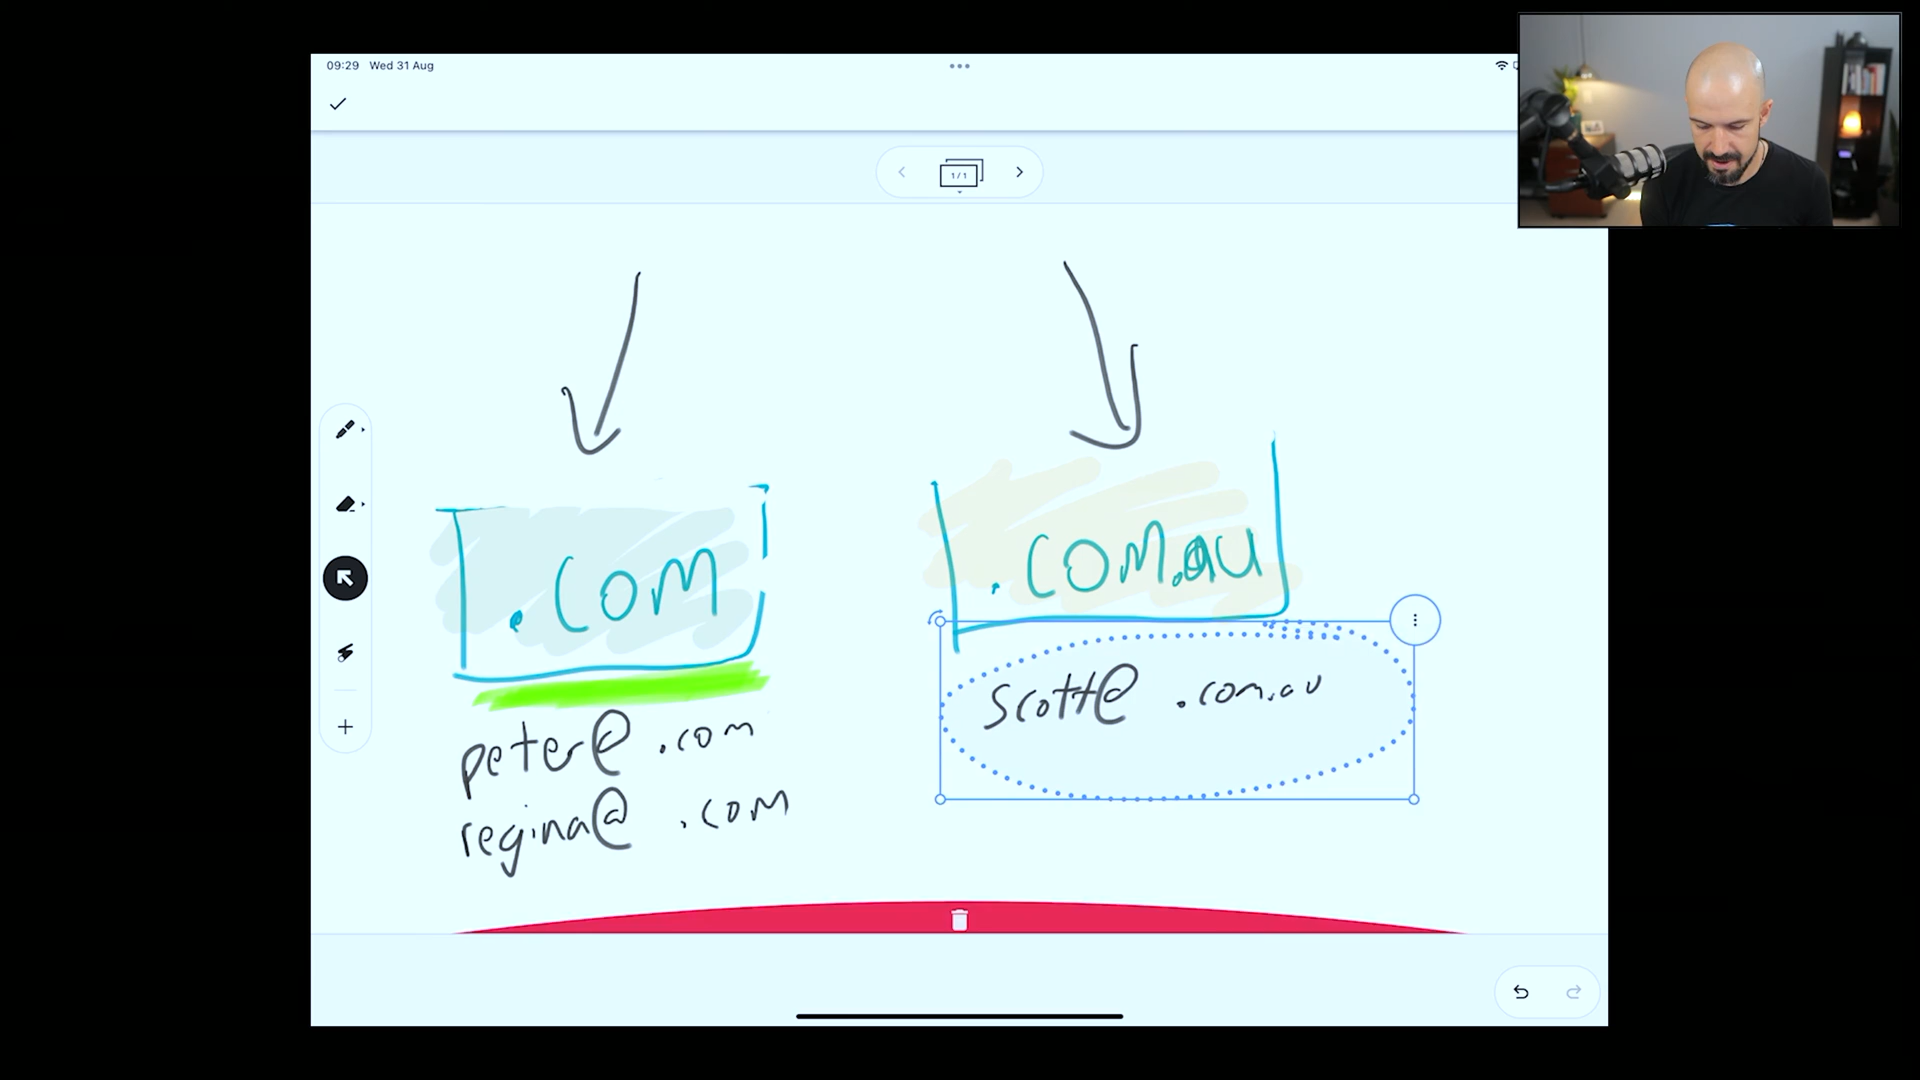 09:29 Wed 31 Aug
1/1
.com
.com.au
peter@ .com
regina@ .com
scott@ .com.au